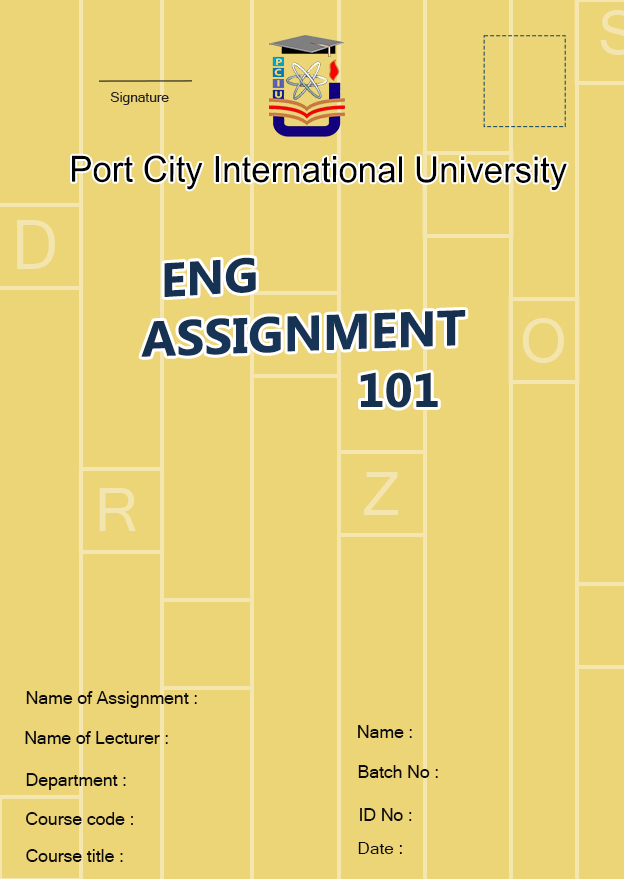 Signature
P
C
I
U
Port City International University
S
D
ENG
ASSIGNMENT
101
O
R
Z
Name of Assignment :
Name of Lecturer :
Department :
Course code :
Course title :
Name :
Batch No :
ID No :
Date :